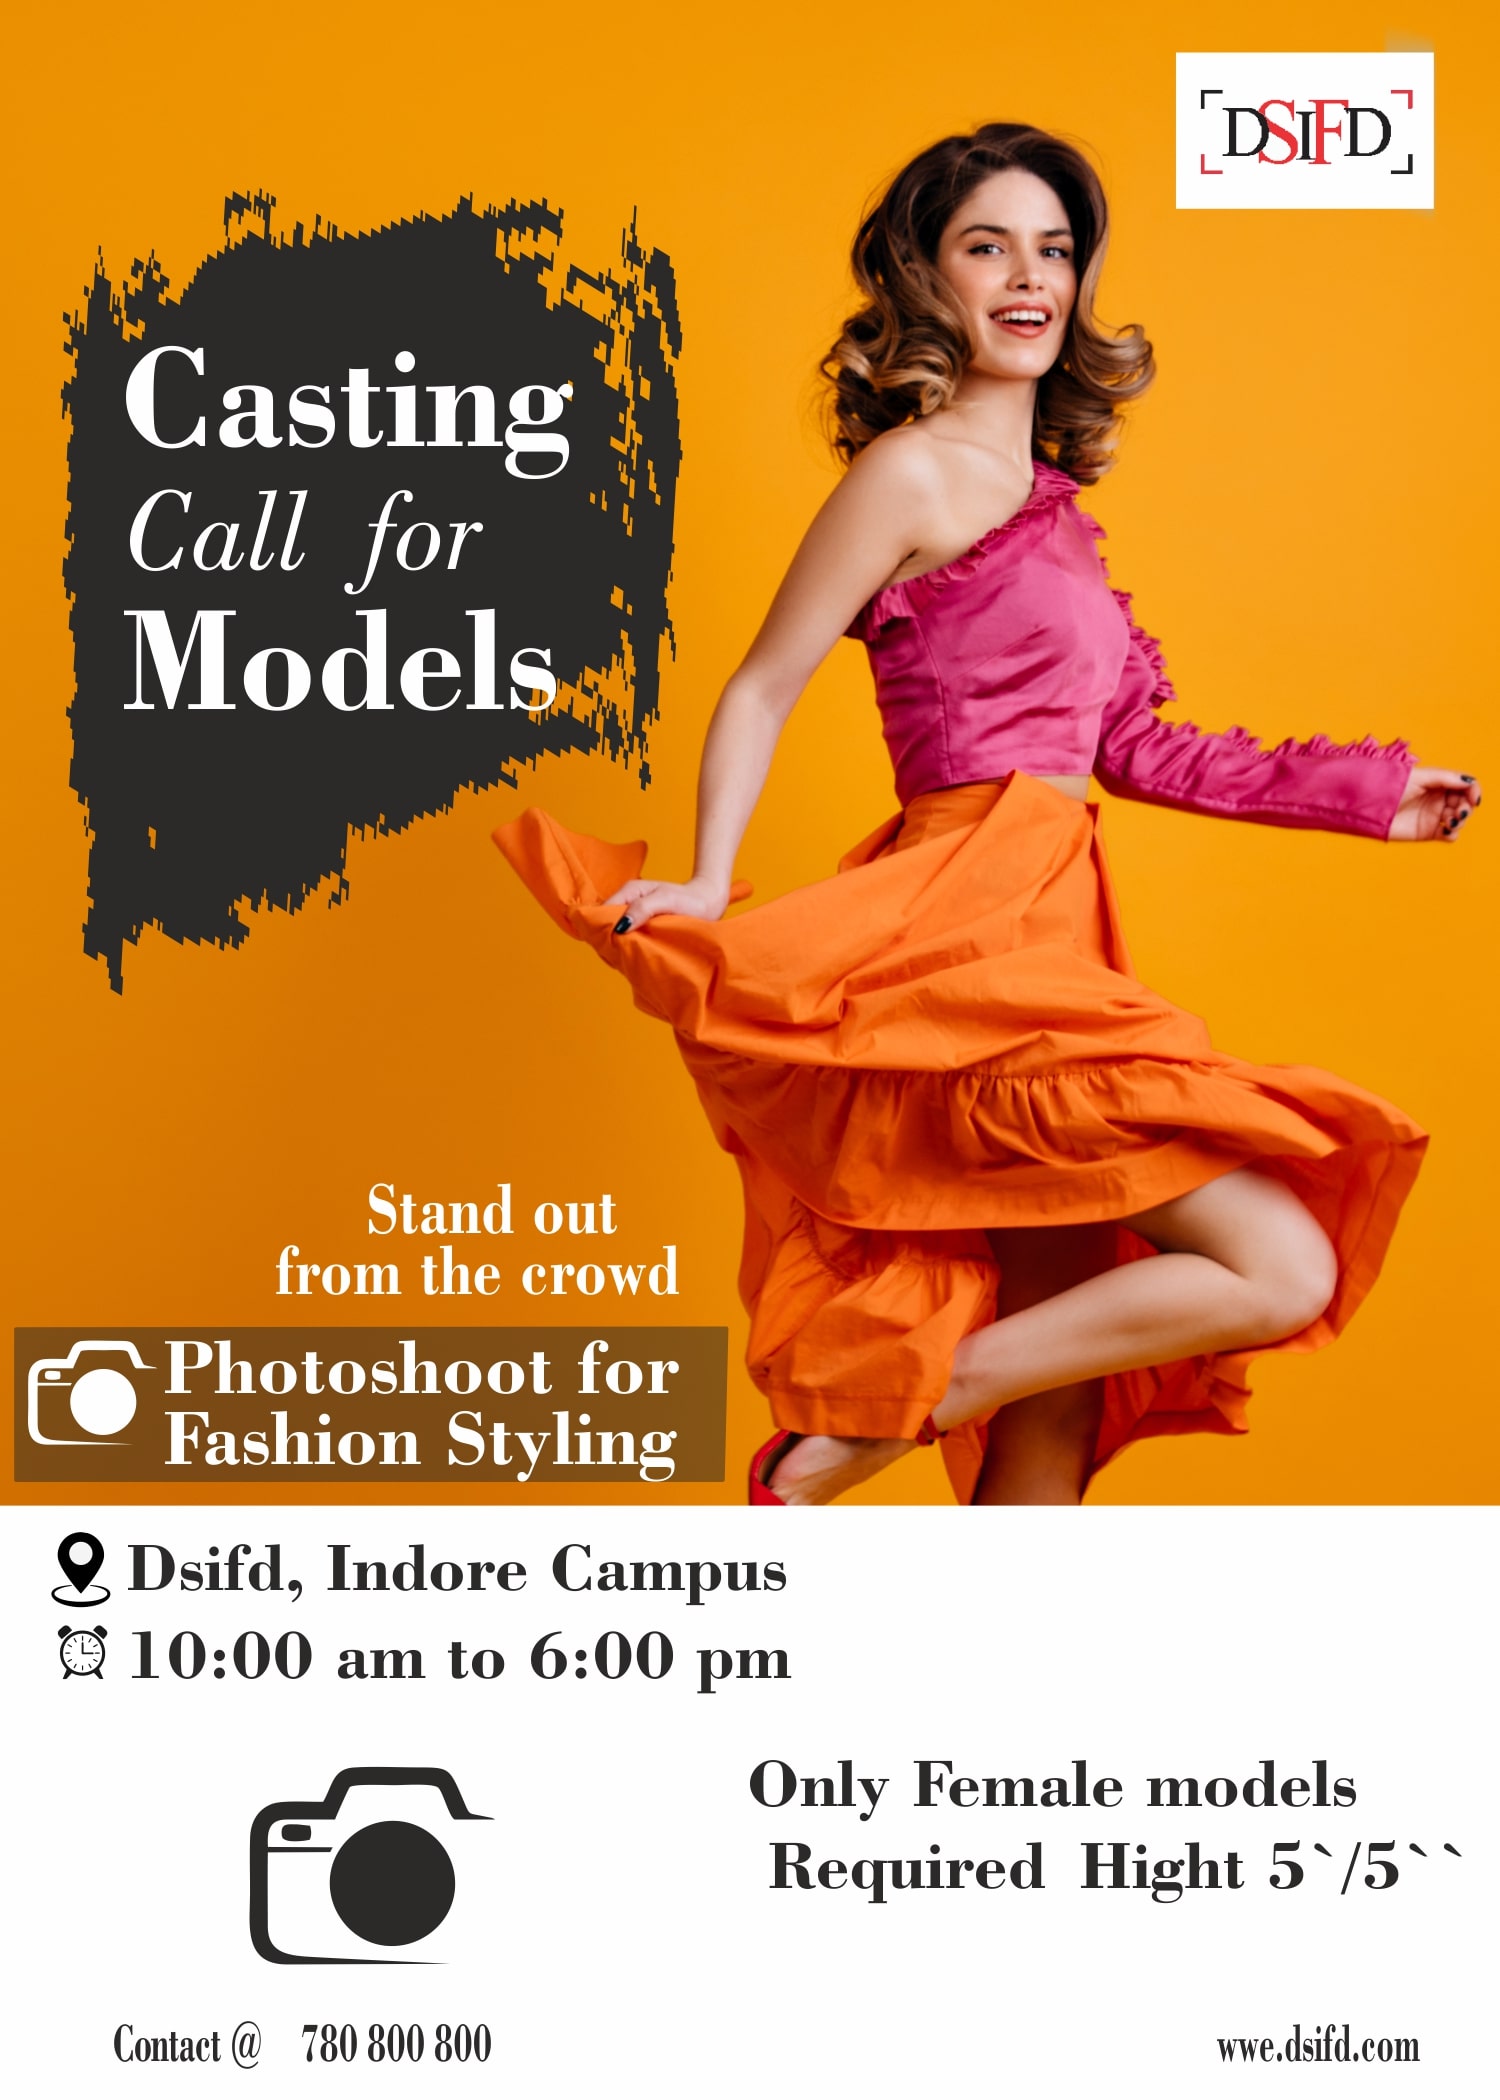 DSIFD
Casting
Call for
Models
Stand out
from the crowd
Photoshoot for
Fashion Styling
Dsifd, Indore Campus
10:00 am to 6:00 pm
Only Female models
Required Hight 5`/5``
Contact @ 780 800 800
wwe.dsifd.com